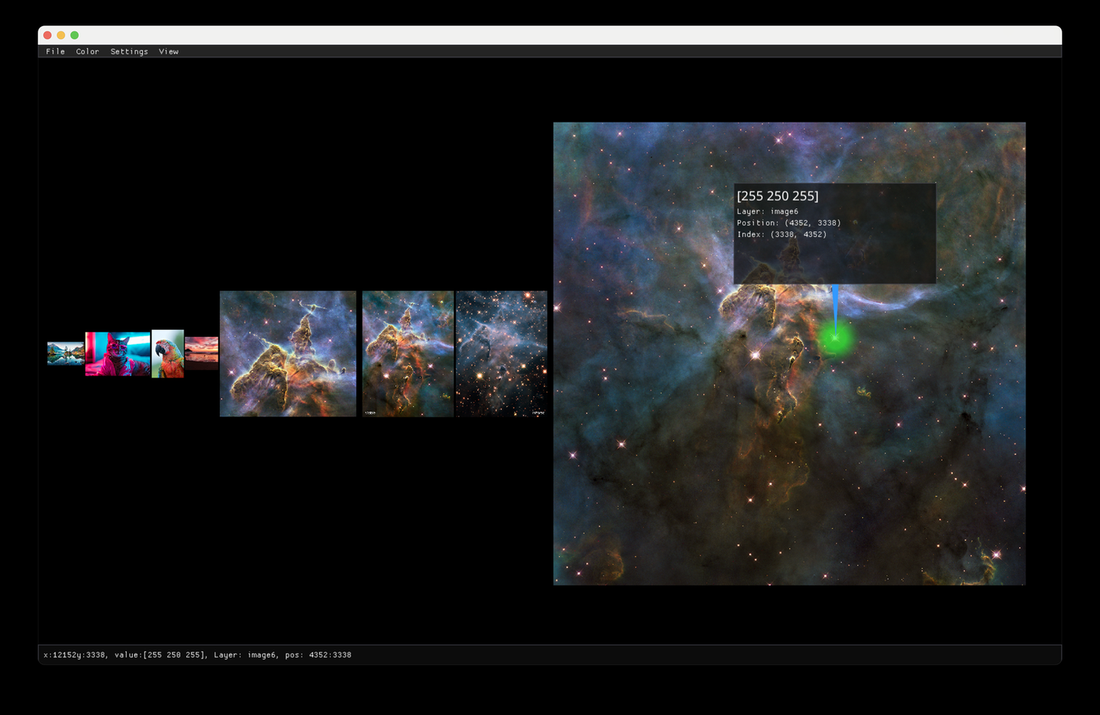 File Color Settings View
[255 250 255]
Layer: image6
Position: (4352, 3338)
Index: (3338, 4352)
x:12152y:3338, value:[255 250 255], Layer: image6, pos: 4352:3338